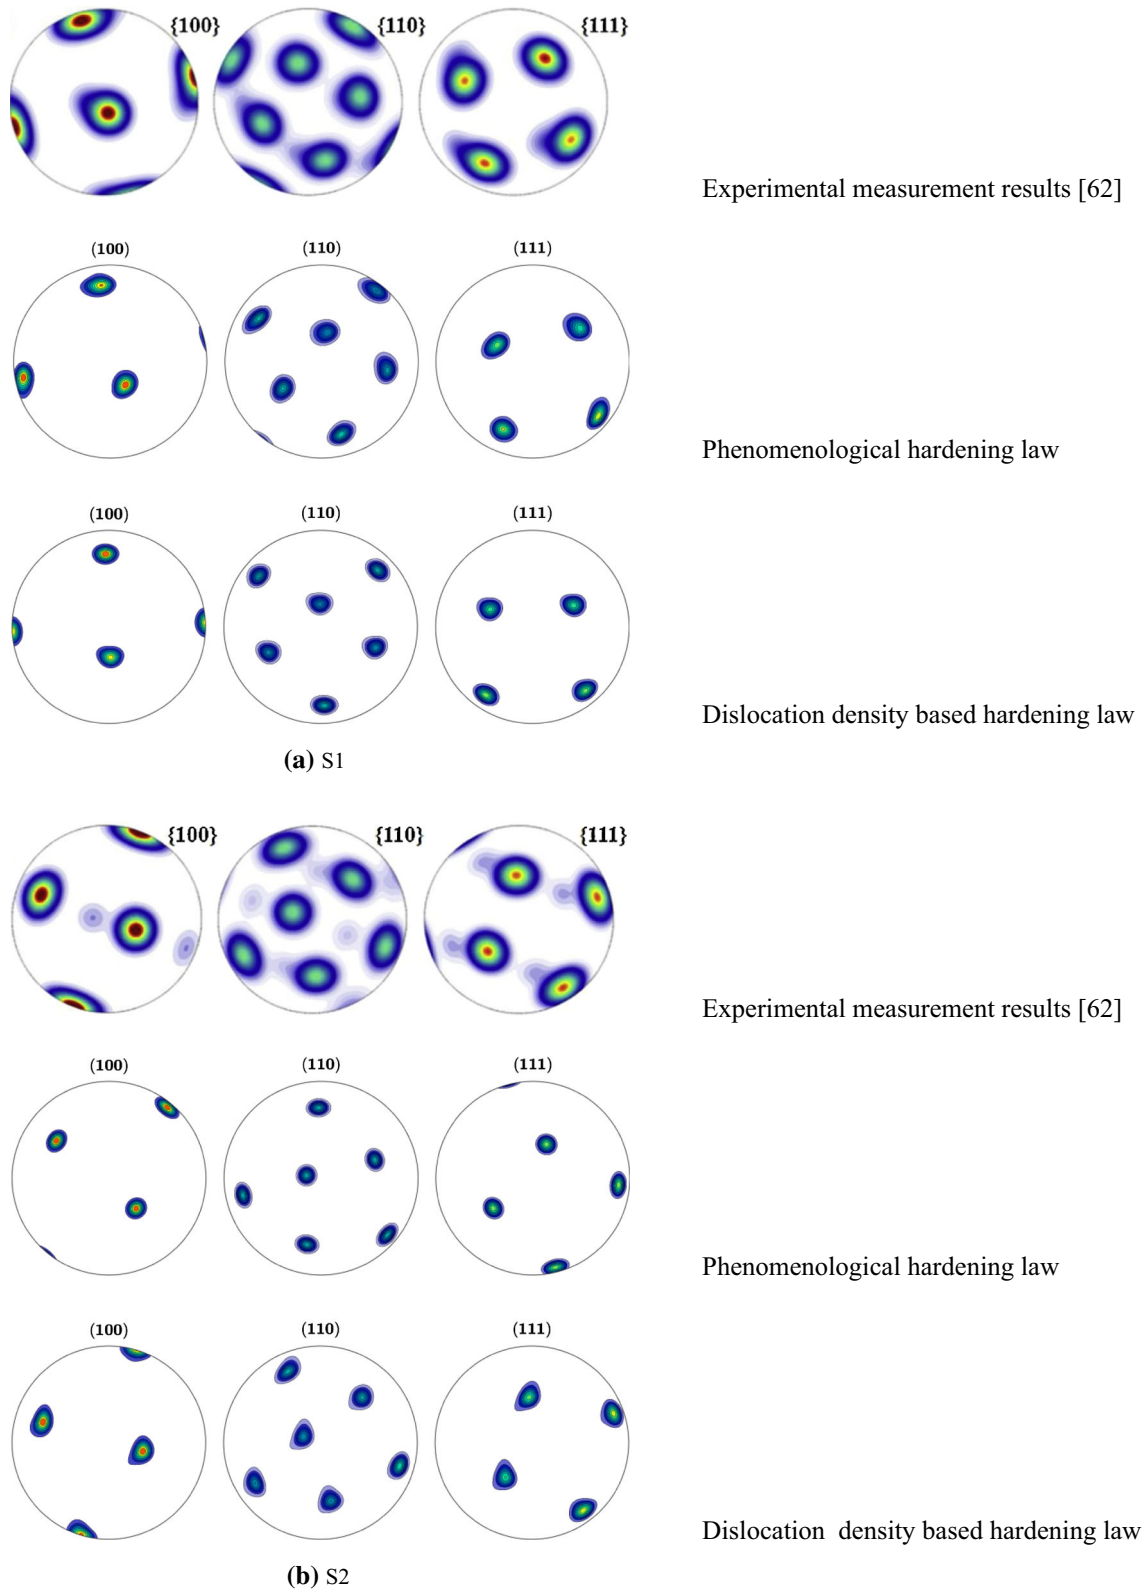 {100} {110} {111}
Experimental measurement results [62]
(100) (110) (111)
Phenomenological hardening law
(100) (110) (111)
Dislocation density based hardening law
(a) S1
{100} {110} {111}
Experimental measurement results [62]
(100) (110) (111)
Phenomenological hardening law
(100) (110) (111)
Dislocation density based hardening law
(b) S2